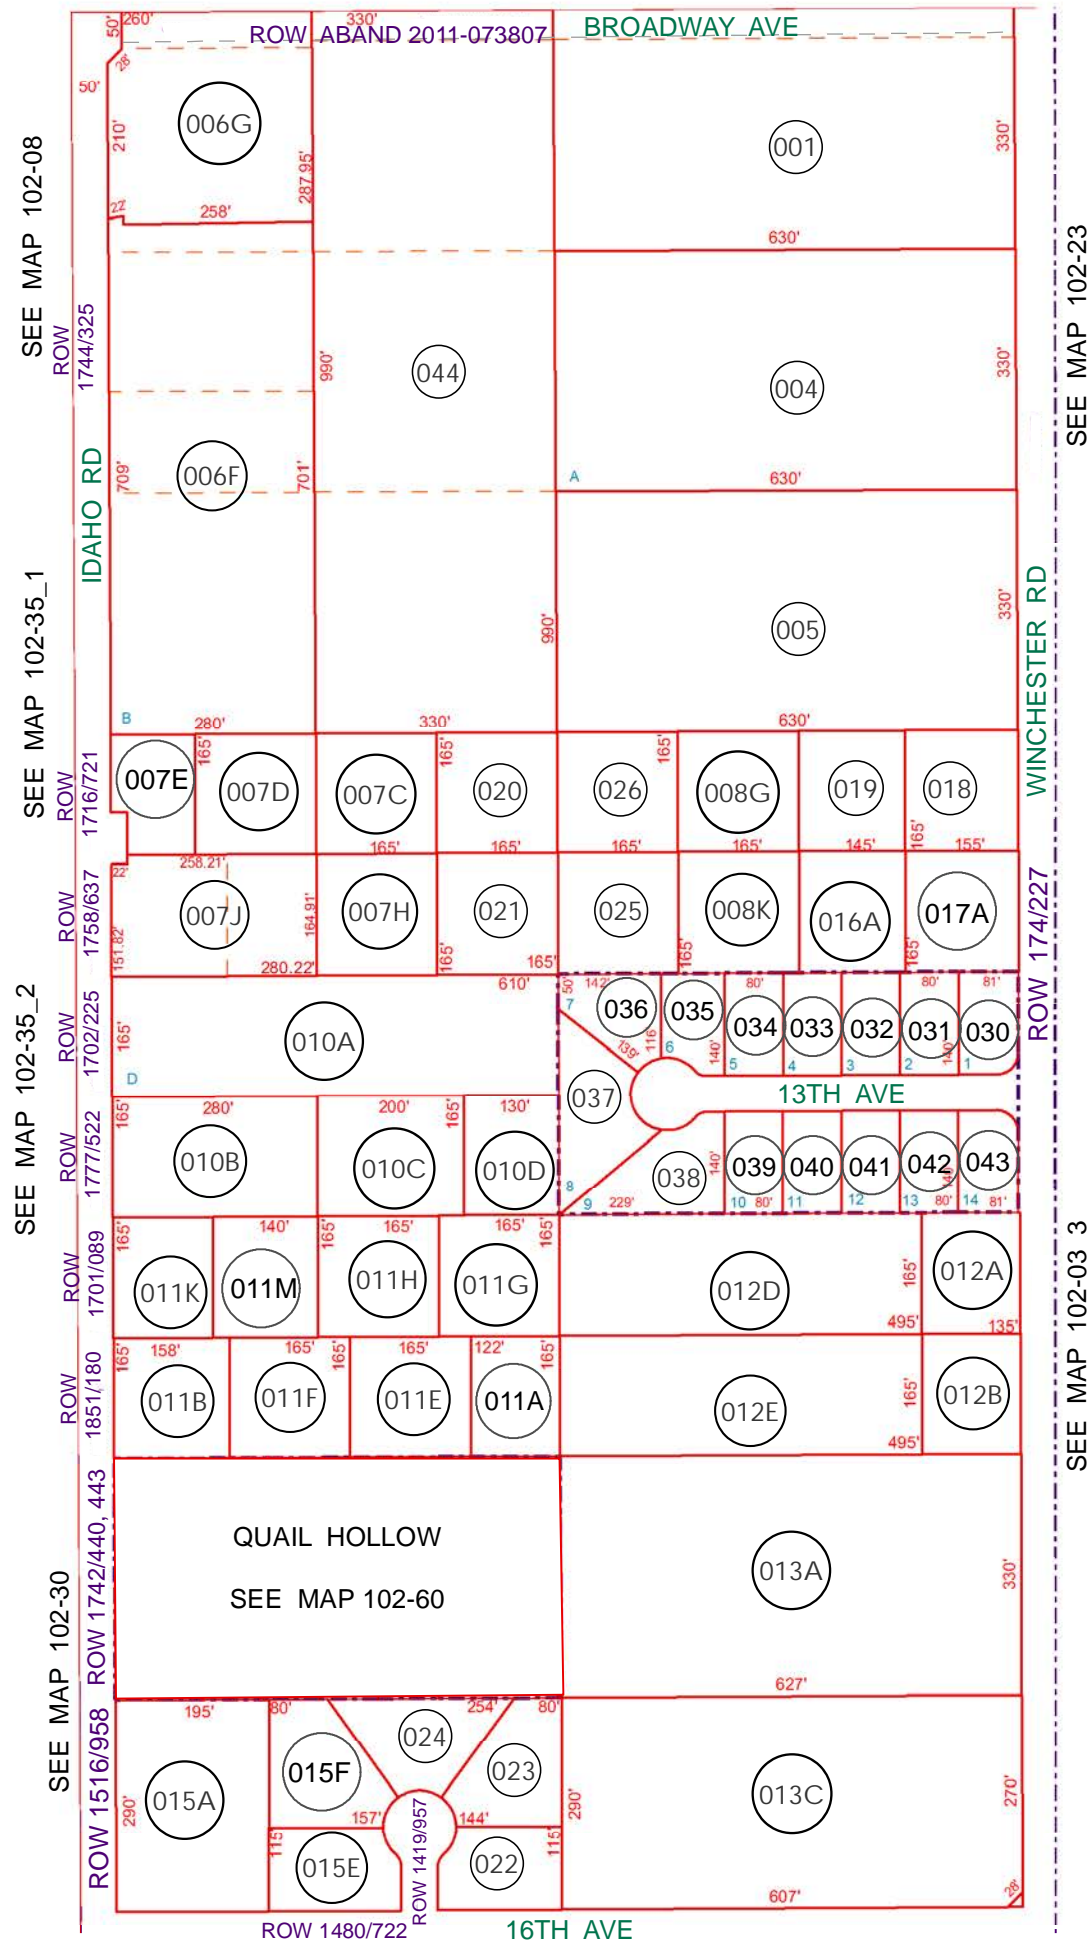 260'
330'
50'
28'
ROW ABAND 2011-073807
BROADWAY AVE
50'
210'
006G
287.95'
001
330'
22'
258'
630'
SEE MAP 102-08
SEE MAP 102-23
ROW
1744/325
990'
044
004
330'
IDAHO RD
709'
006F
701'
A
630'
SEE MAP 102-35_1
990'
005
330'
WINCHESTER RD
B
280'
330'
630'
ROW
1716/721
007E
165'
007D
007C
165'
020
026
165'
008G
019
018
165'
165'
165'
165'
165'
145'
155'
ROW
1758/637
22'
258.21'
151.82'
007J
164.91'
280.22'
007H
165'
021
165'
025
165'
008K
016A
165'
017A
ROW 174/227
SEE MAP 102-35_2
ROW
1702/225
165'
610'
010A
D
50'
142'
7
036
139'
116'
6
035
140'
80'
034
5
033
4
032
3
80'
031
2
140'
81'
030
1
037
13TH AVE
ROW
1777/522
165'
280'
010B
200'
010C
165'
130'
010D
8
9
229'
038
140'
039
10
80'
040
11
041
12
042
13
140'
80'
043
14
81'
ROW
1701/089
165'
011K
140'
011M
165'
165'
011H
165'
011G
165'
012D
165'
495'
012A
135'
SEE MAP 102-03 3
ROW
1851/180
165'
158'
011B
165'
011F
165'
165'
011E
122'
011A
165'
012E
165'
495'
012B
ROW 1742/440, 443
QUAIL HOLLOW
SEE MAP 102-60
013A
330'
627'
SEE MAP 102-30
ROW 1516/958
195'
290'
015A
80'
015F
157'
254'
024
80'
023
144'
290'
013C
270'
115'
015E
ROW 1419/957
022
115'
607'
28'
ROW 1480/722
16TH AVE